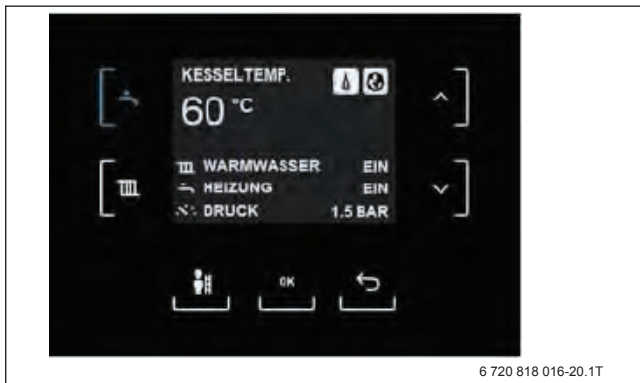 KESSELTEMP.
60 °C
WARMWASSER EIN
HEIZUNG EIN
DRUCK 1.5 BAR
OK
6 720 818 016-20.1T